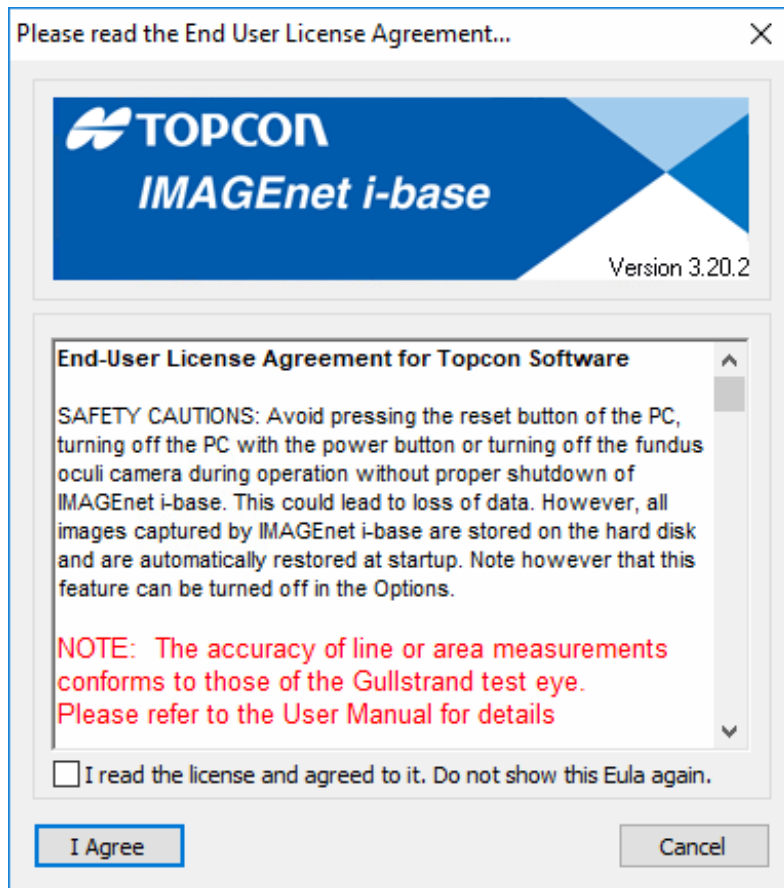 Please read the End User License Agreement...
TOPCON
IMAGEnet i-base
Version 3.20.2
End-User License Agreement for Topcon Software
SAFETY CAUTIONS: Avoid pressing the reset button of the PC,
turning off the PC with the power button or turning off the fundus
oculi camera during operation without proper shutdown of
IMAGEnet i-base. This could lead to loss of data. However, all
images captured by IMAGEnet i-base are stored on the hard disk
and are automatically restored at startup. Note however that this
feature can be turned off in the Options.
NOTE: The accuracy of line or area measurements
conforms to those of the Gullstrand test eye.
Please refer to the User Manual for details
I read the license and agreed to it. Do not show this Eula again.
I Agree
Cancel